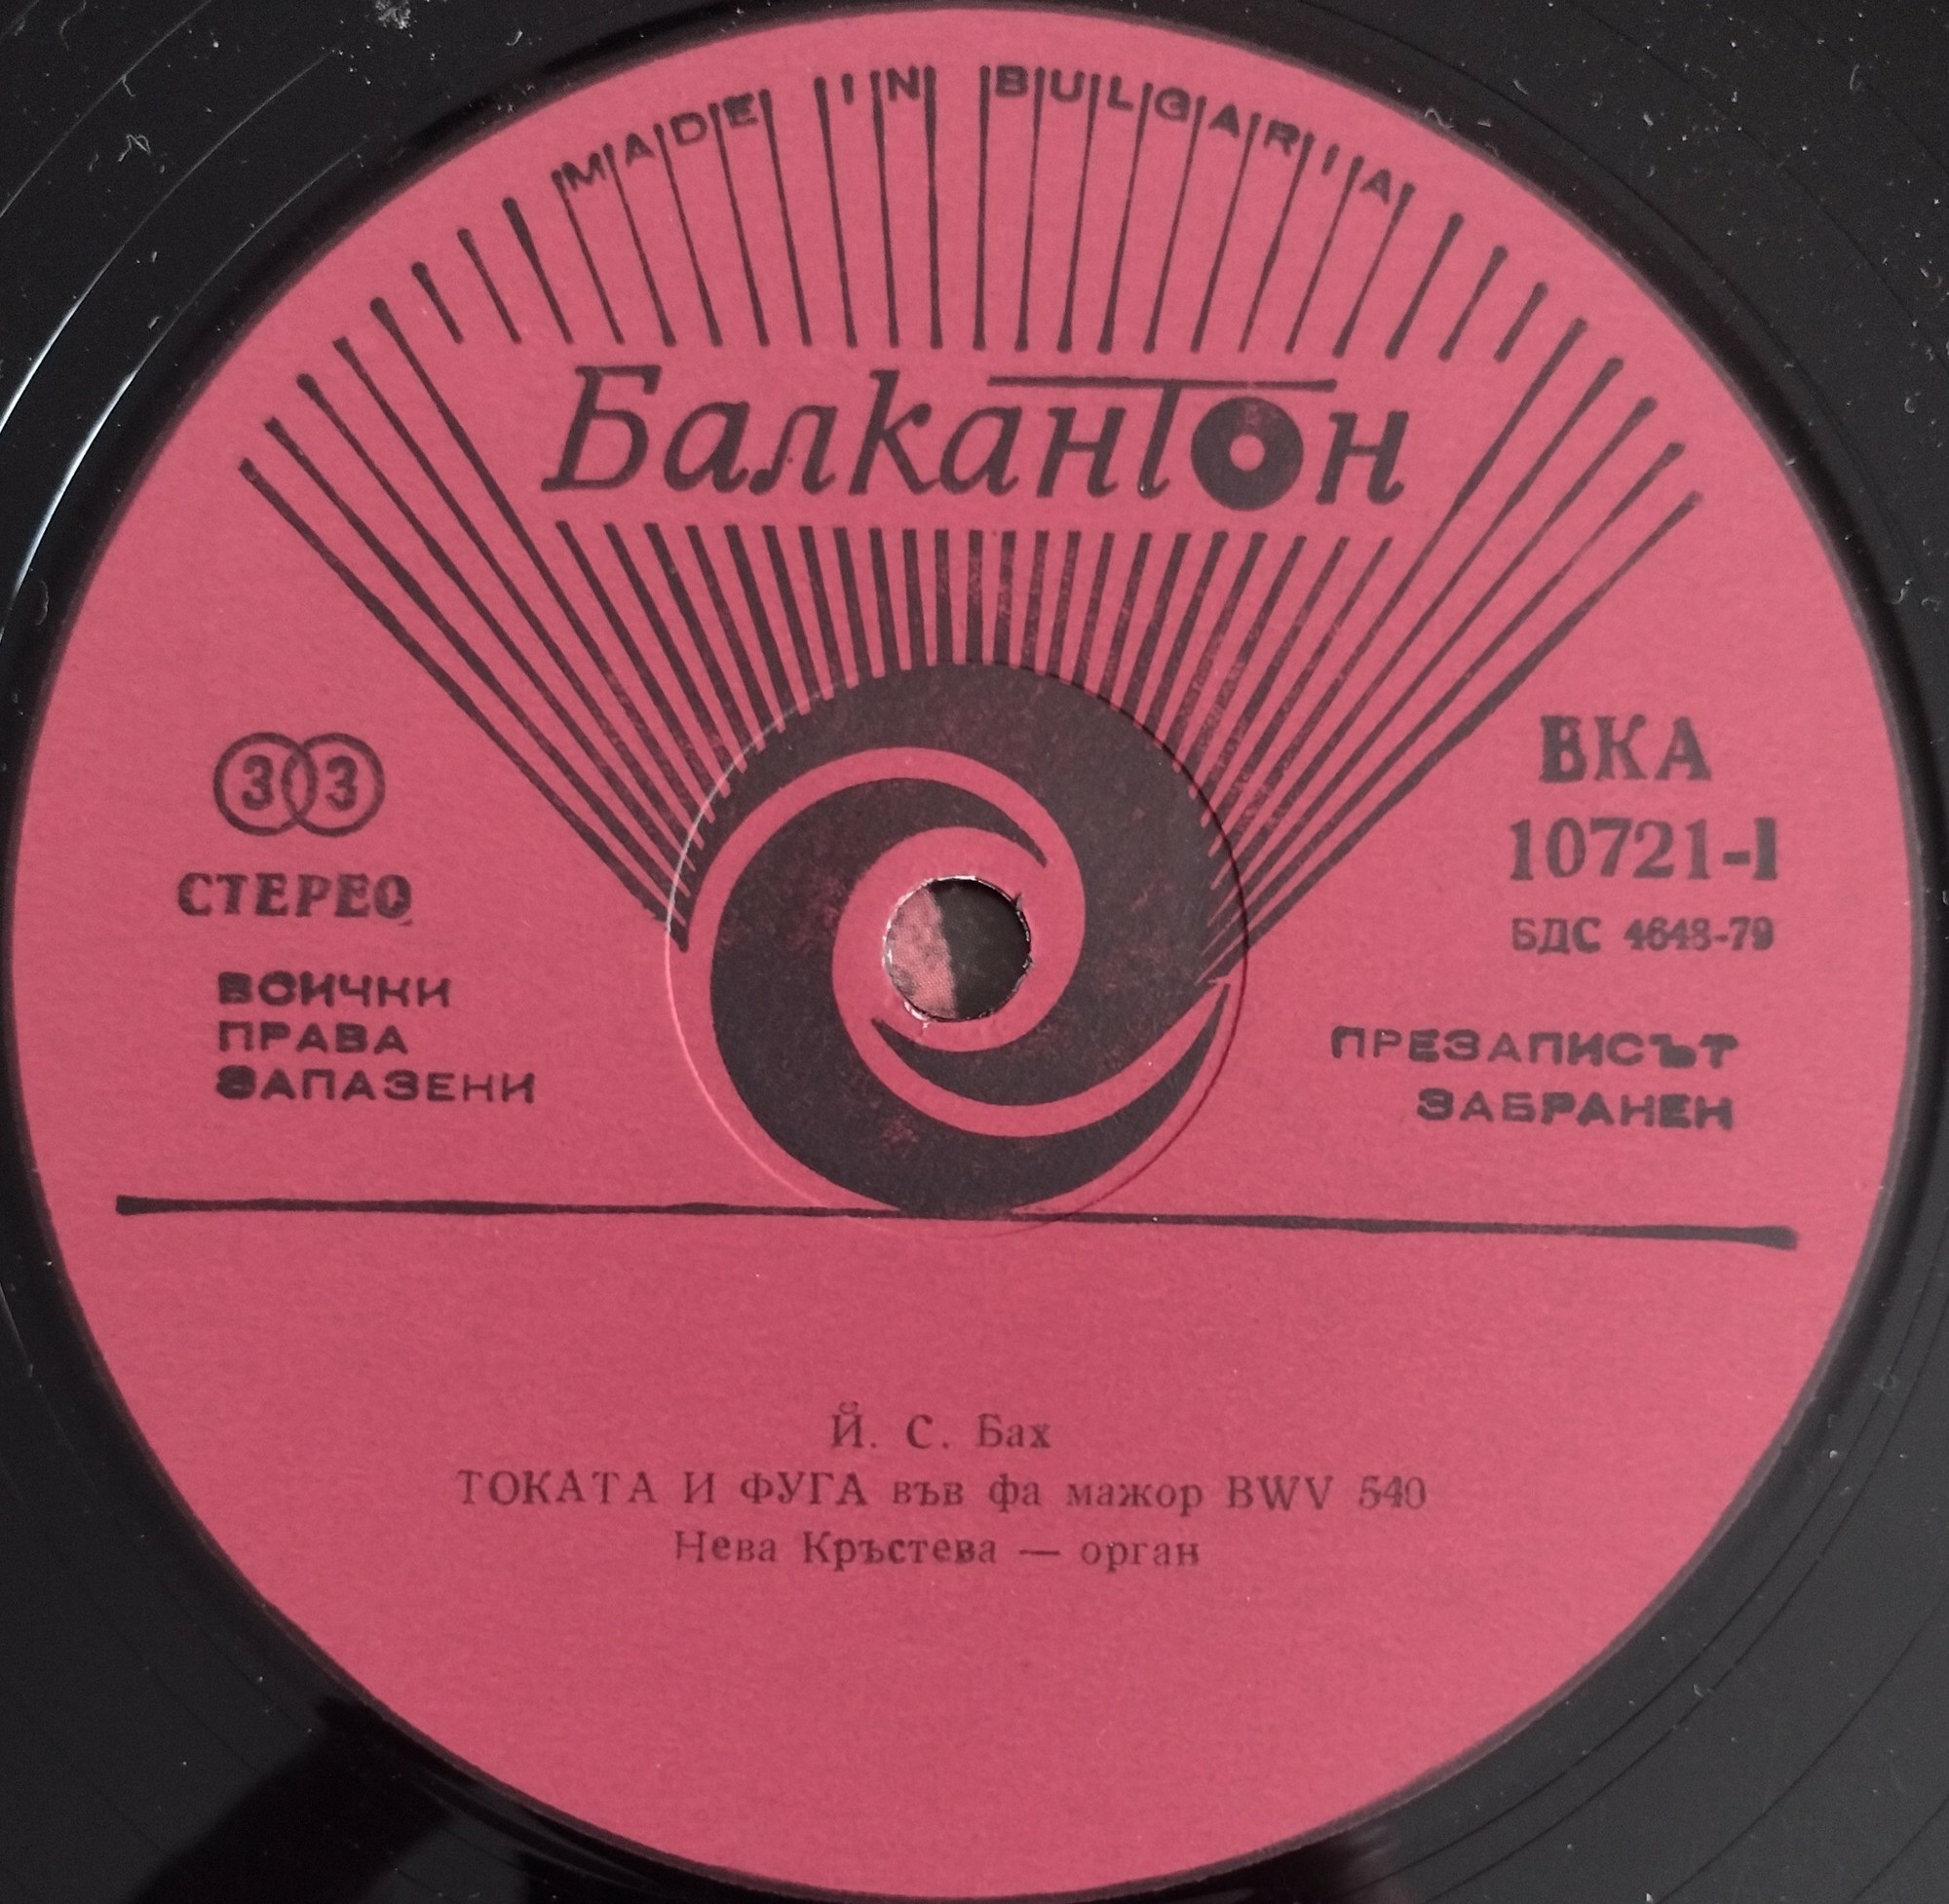 MADE IN BULGARIA
Балкантон
33
СТЕРЕО
ВСИЧКИ
ПРАВА
ЗАПАЗЕНИ
ВКА
10721-I
БДС 4648-79
ПРЕЗАПИСЪТ
ЗАБРАНЕН
Й. С. Бах
ТОКАТА И ФУГА във фа мажор BWV 540
Нева Кръстева — орган